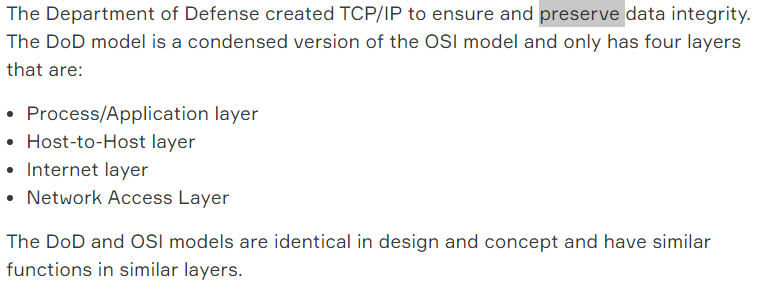 The Department of Defense created TCP/IP to ensure and preserve data integrity.
The DoD model is a condensed version of the OSI model and only has four layers
that are:
• Process/Application layer
• Host-to-Host layer
• Internet layer
• Network Access Layer
The DoD and OSI models are identical in design and concept and have similar
functions in similar layers.